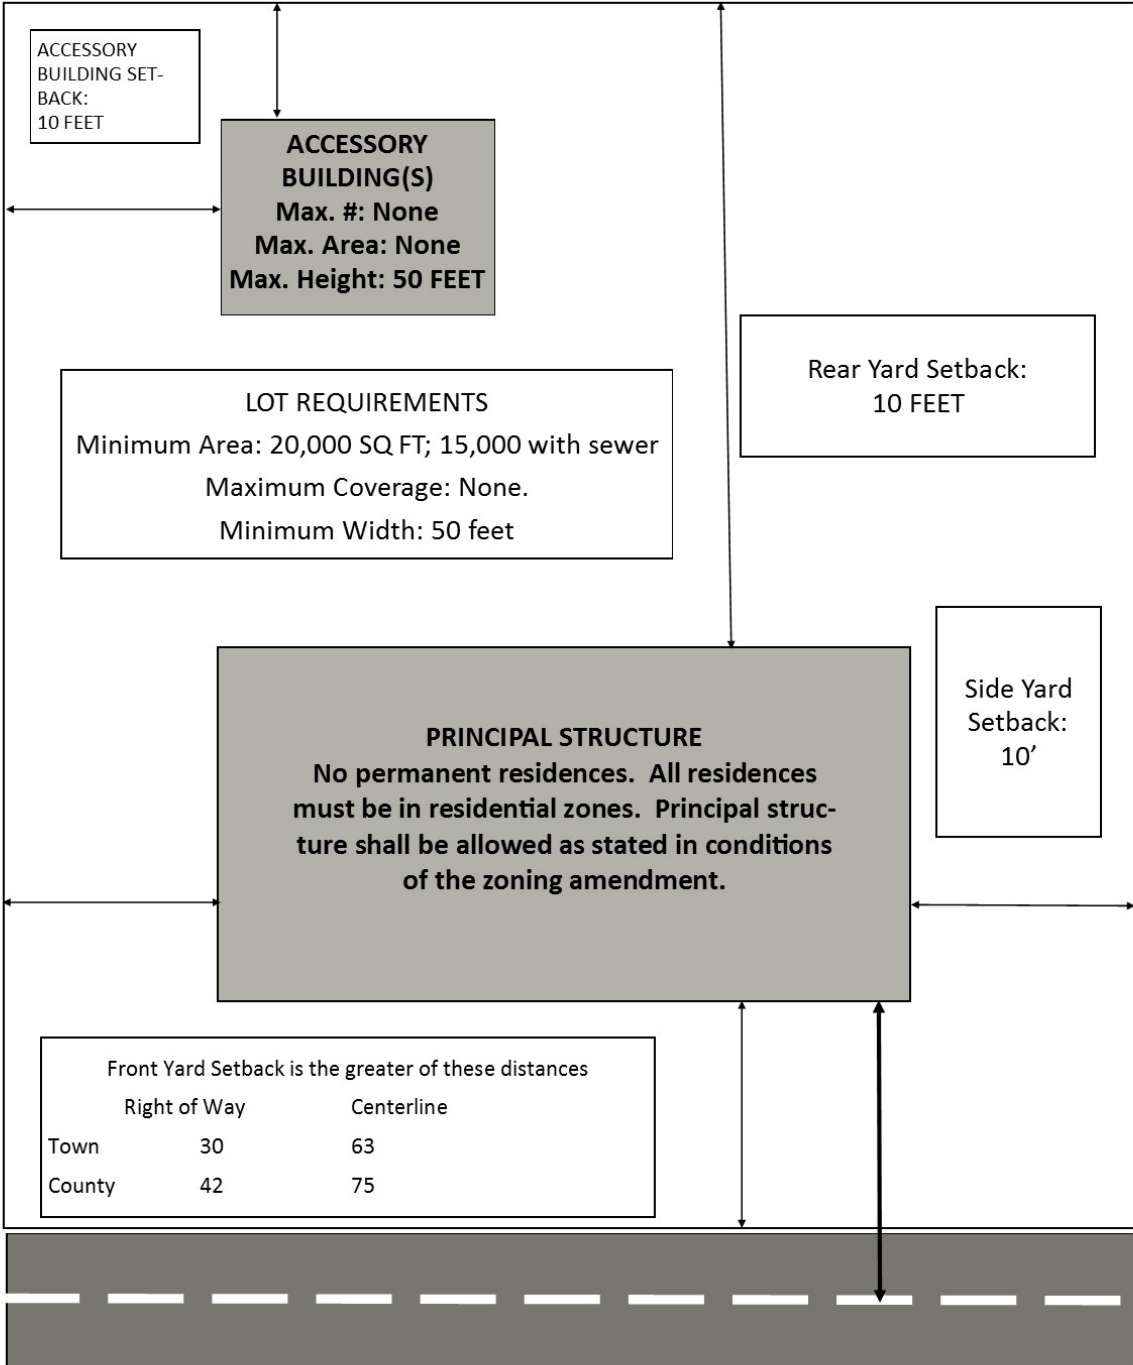 ACCESSORY
BUILDING SET-
BACK:
10 FEET
ACCESSORY
BUILDING(S)
Max. #: None
Max. Area: None
Max. Height: 50 FEET
Rear Yard Setback:
10 FEET
LOT REQUIREMENTS
Minimum Area: 20,000 SQ FT; 15,000 with sewer
Maximum Coverage: None.
Minimum Width: 50 feet
Side Yard
Setback:
10’
PRINCIPAL STRUCTURE
No permanent residences.  All residences
must be in residential zones.  Principal struc-
ture shall be allowed as stated in conditions
of the zoning amendment.
Front Yard Setback is the greater of these distances
Right of Way Centerline
Town 30 63
County 42 75